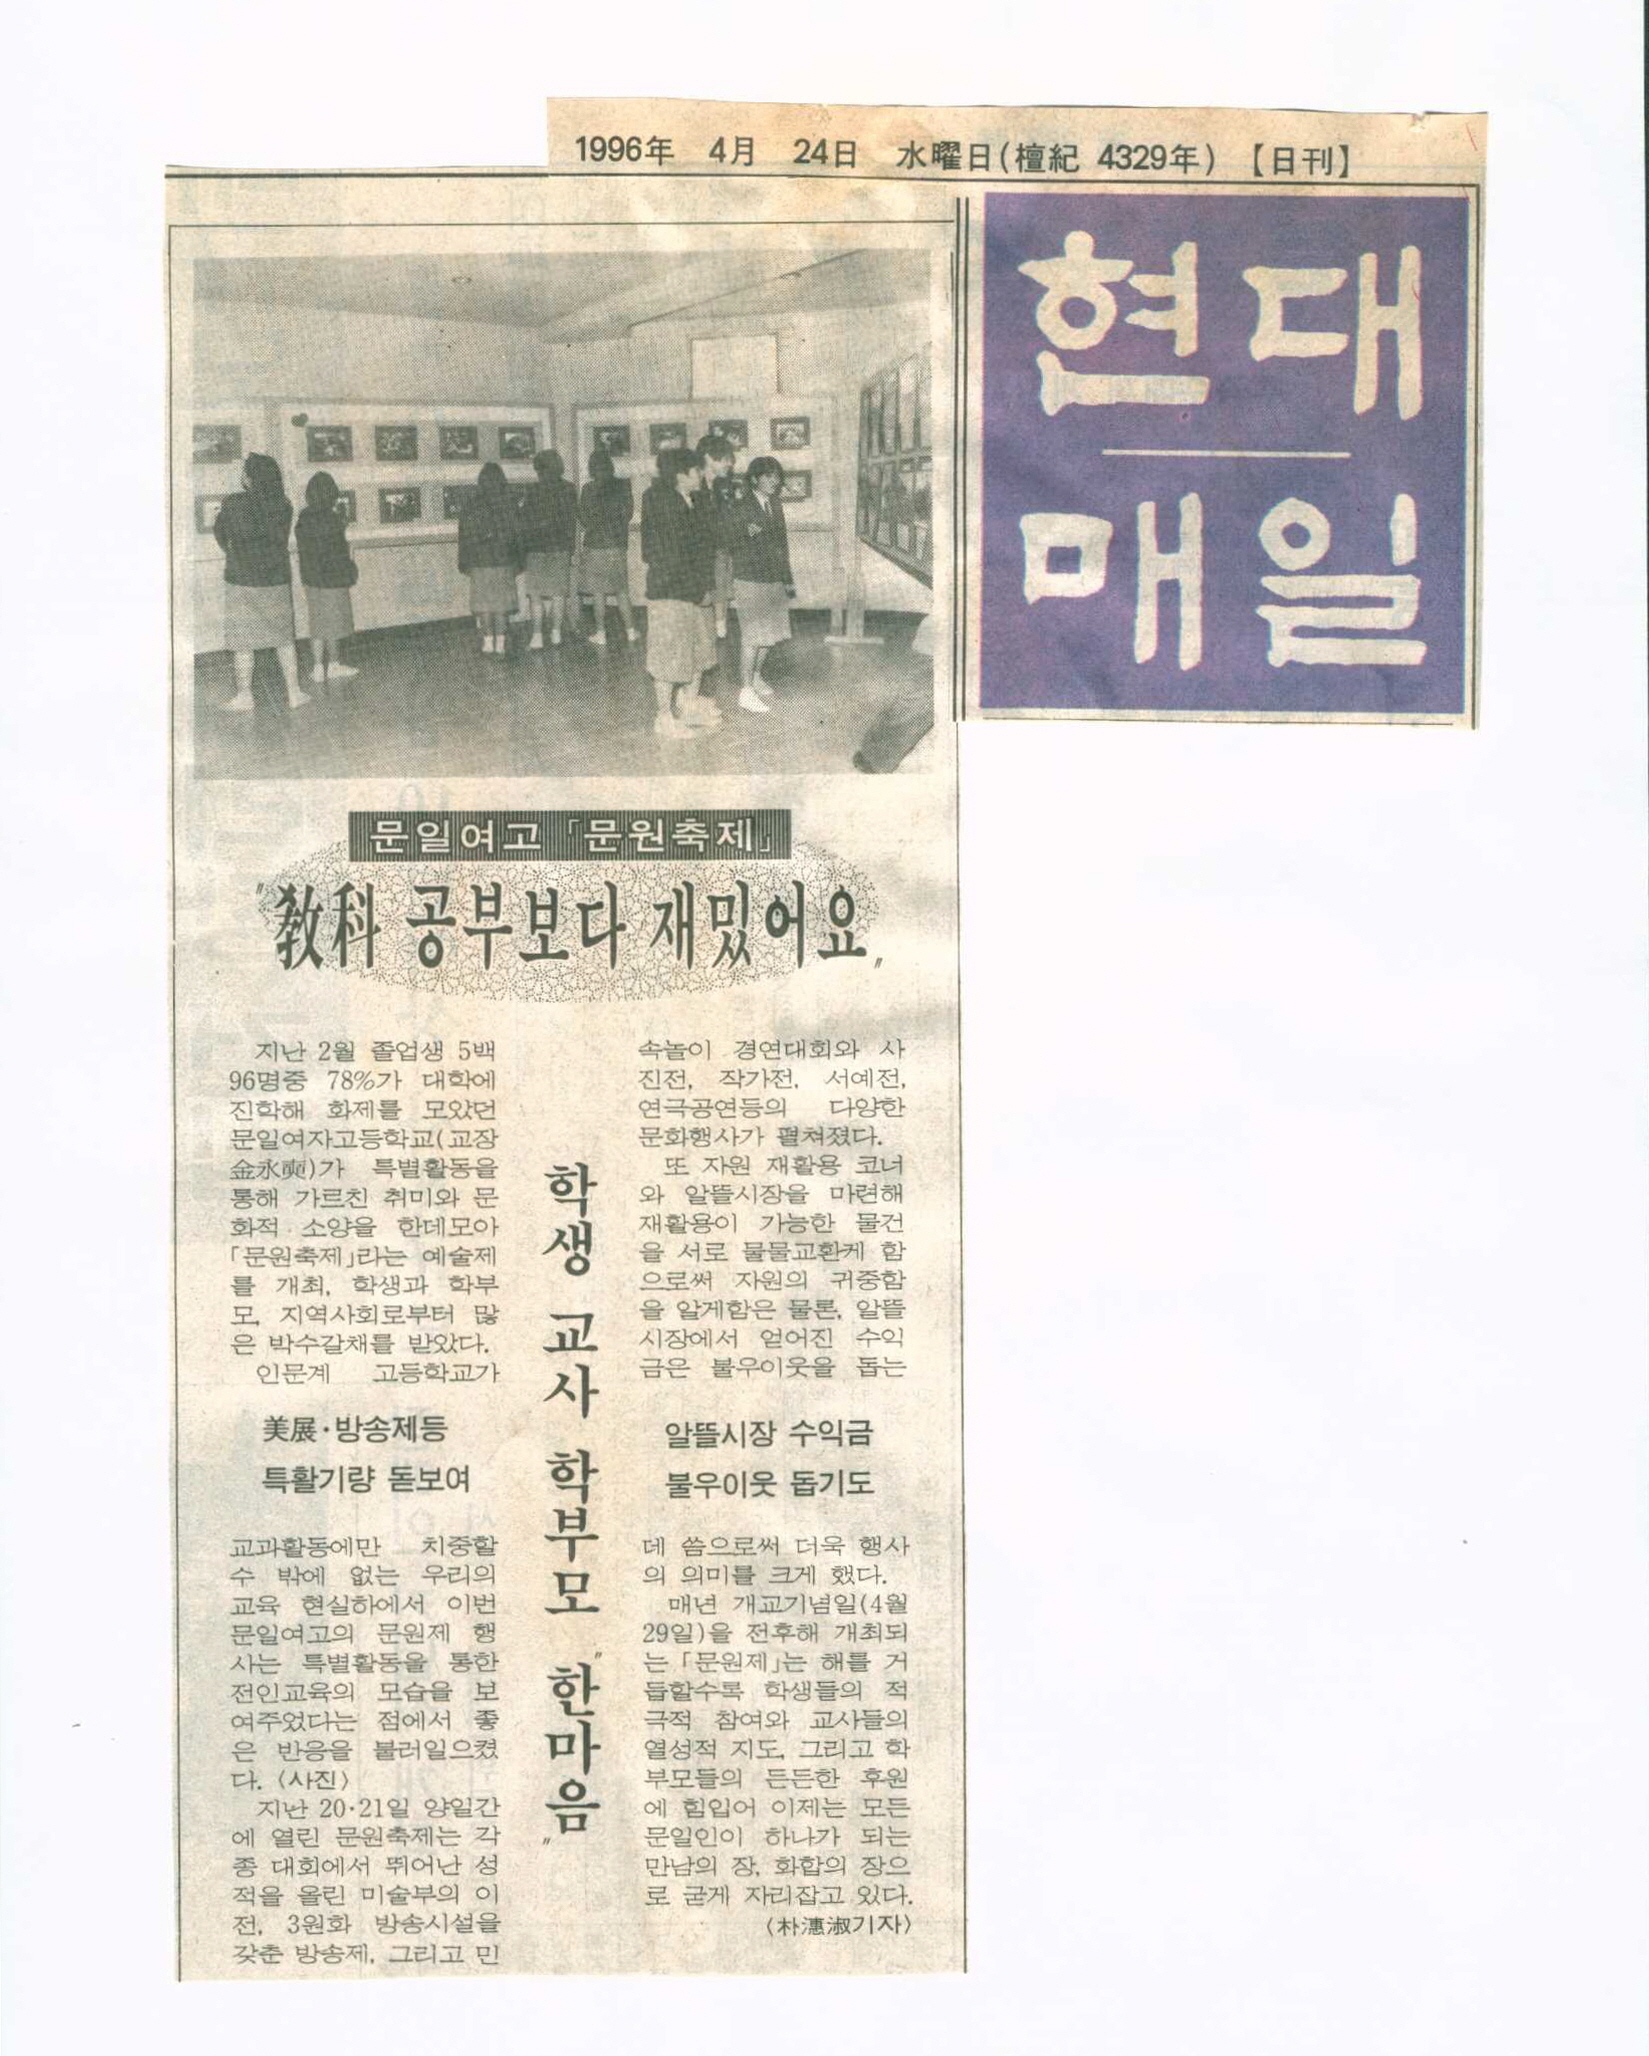 1996年 4月 24日 水曜日(檀紀 4329年) 【日刊】
현대
매일
문일여고 「문원축제」
"敎科 공부보다 재밌어요"
학생 교사 학부모 "한마음"
지난 2월 졸업생 5백
96명중 78%가 대학에
진학해 화제를 모았던
문일여자고등학교(교장
金永奭)가 특별활동을
통해 가르친 취미와 문
화적 소양을 한데모아
「문원축제」라는 예술제
를 개최, 학생과 학부
모, 지역사회로부터 많
은 박수갈채를 받았다.
인문계 고등학교가
美展·방송제등
특활기량 돋보여
교과활동에만 치중할
수 밖에 없는 우리의
교육 현실하에서 이번
문일여고의 문원제 행
사는 특별활동을 통한
전인교육의 모습을 보
여주었다는 점에서 좋
은 반응을 불러일으켰
다. 〈사진〉
지난 20·21일 양일간
에 열린 문원축제는 각
종 대회에서 뛰어난 성
적을 올린 미술부의 이
전, 3원화 방송시설을
갖춘 방송제, 그리고 민
속놀이 경연대회와 사
진전, 작가전, 서예전,
연극공연등의 다양한
문화행사가 펼쳐졌다.
또 자원 재활용 코너
와 알뜰시장을 마련해
재활용이 가능한 물건
을 서로 물물교환케 함
으로써 자원의 귀중함
을 알게함은 물론, 알뜰
시장에서 얻어진 수익
금은 불우이웃을 돕는
알뜰시장 수익금
불우이웃 돕기도
데 씀으로써 더욱 행사
의 의미를 크게 했다.
매년 개교기념일(4월
29일)을 전후해 개최되
는 「문원제」는 해를 거
듭할수록 학생들의 적
극적 참여와 교사들의
열성적 지도, 그리고 학
부모들의 든든한 후원
에 힘입어 이제는 모든
문일인이 하나가 되는
만남의 장, 화합의 장으
로 굳게 자리잡고 있다.
〈朴憓淑기자〉